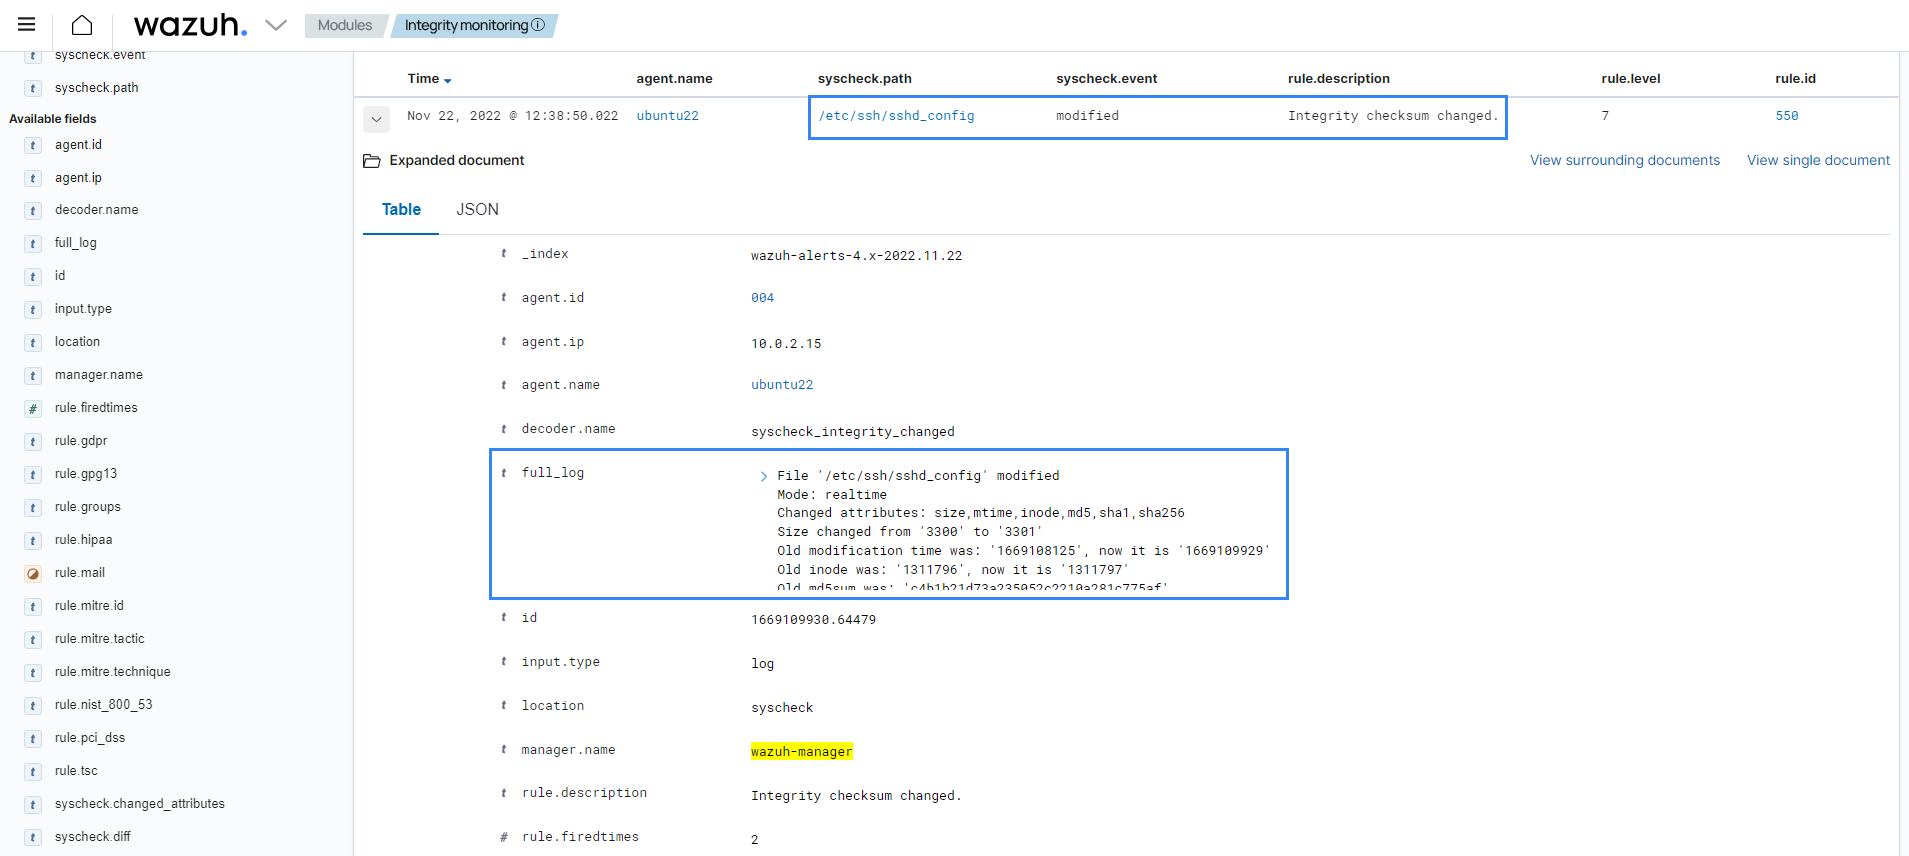 wazuh.
Modules
Integrity monitoring
t syscheck.event
t syscheck.path
Available fields
t agent.id
t agent.ip
t decoder.name
t full_log
t id
t input.type
t location
t manager.name
# rule.firedtimes
t rule.gdpr
t rule.gpg13
t rule.groups
t rule.hipaa
rule.mail
t rule.mitre.id
t rule.mitre.tactic
t rule.mitre.technique
t rule.nist_800_53
t rule.pci_dss
t rule.tsc
t syscheck.changed_attributes
t syscheck.diff
Time agent.name syscheck.path syscheck.event rule.description rule.level rule.id
Nov 22, 2022 @ 12:38:50.022 ubuntu22 /etc/ssh/sshd_config modified Integrity checksum changed. 7 550
Expanded document View surrounding documents View single document
Table JSON
t _index wazuh-alerts-4.x-2022.11.22
t agent.id 004
t agent.ip 10.0.2.15
t agent.name ubuntu22
t decoder.name syscheck_integrity_changed
t full_log > File '/etc/ssh/sshd_config' modified
Mode: realtime
Changed attributes: size,mtime,inode,md5,sha1,sha256
Size changed from '3300' to '3301'
Old modification time was: '1669108125', now it is '1669109929'
Old inode was: '1311796', now it is '1311797'
Old md5sum was: 'c4b1b21d73a235052c2210a281c775af'
t id 1669109930.64479
t input.type log
t location syscheck
t manager.name wazuh-manager
t rule.description Integrity checksum changed.
# rule.firedtimes 2